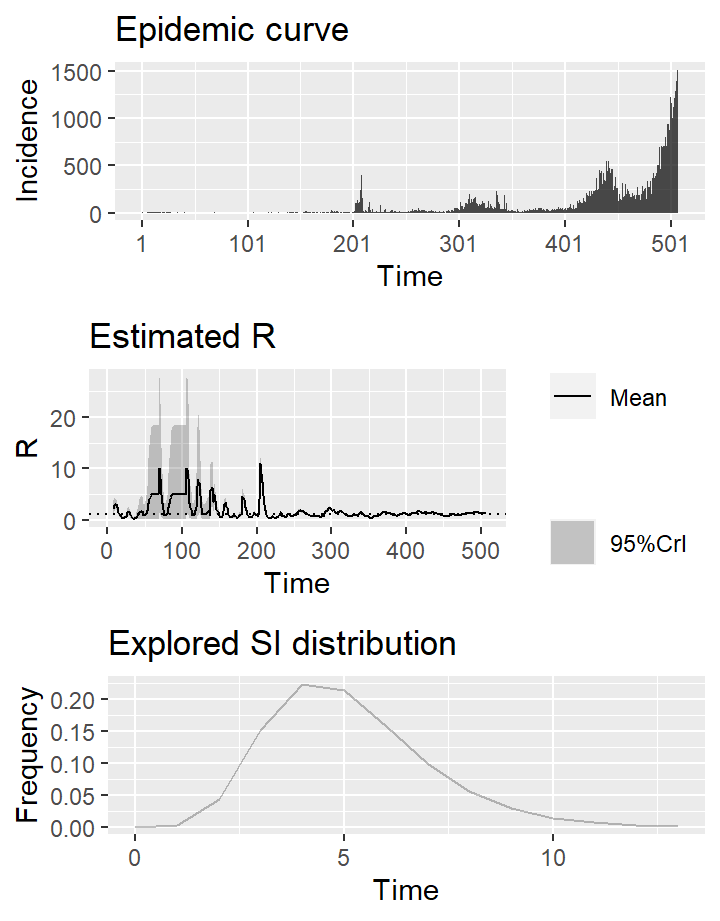 Epidemic curve
1500
1000
500
0
Incidence
1 101 201 301 401 501
Time
Estimated R
20
10
0
R
0 100 200 300 400 500
Time
Mean
95%CrI
Explored SI distribution
0.20
0.15
0.10
0.05
0.00
Frequency
0 5 10
Time